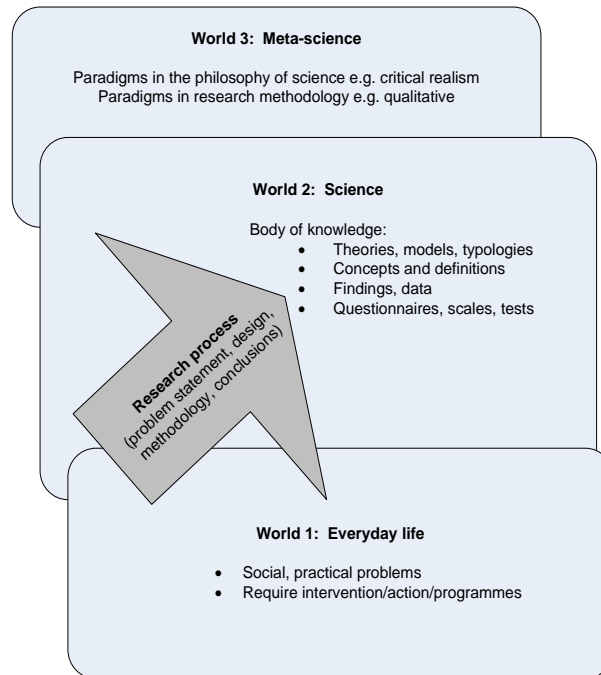 World 3: Meta-science
Paradigms in the philosophy of science e.g. critical realism
Paradigms in research methodology e.g. qualitative
World 2: Science
Body of knowledge:
• Theories, models, typologies
• Concepts and definitions
• Findings, data
• Questionnaires, scales, tests
Research process
(problem statement, design,
methodology, conclusions)
World 1: Everyday life
• Social, practical problems
• Require intervention/action/programmes